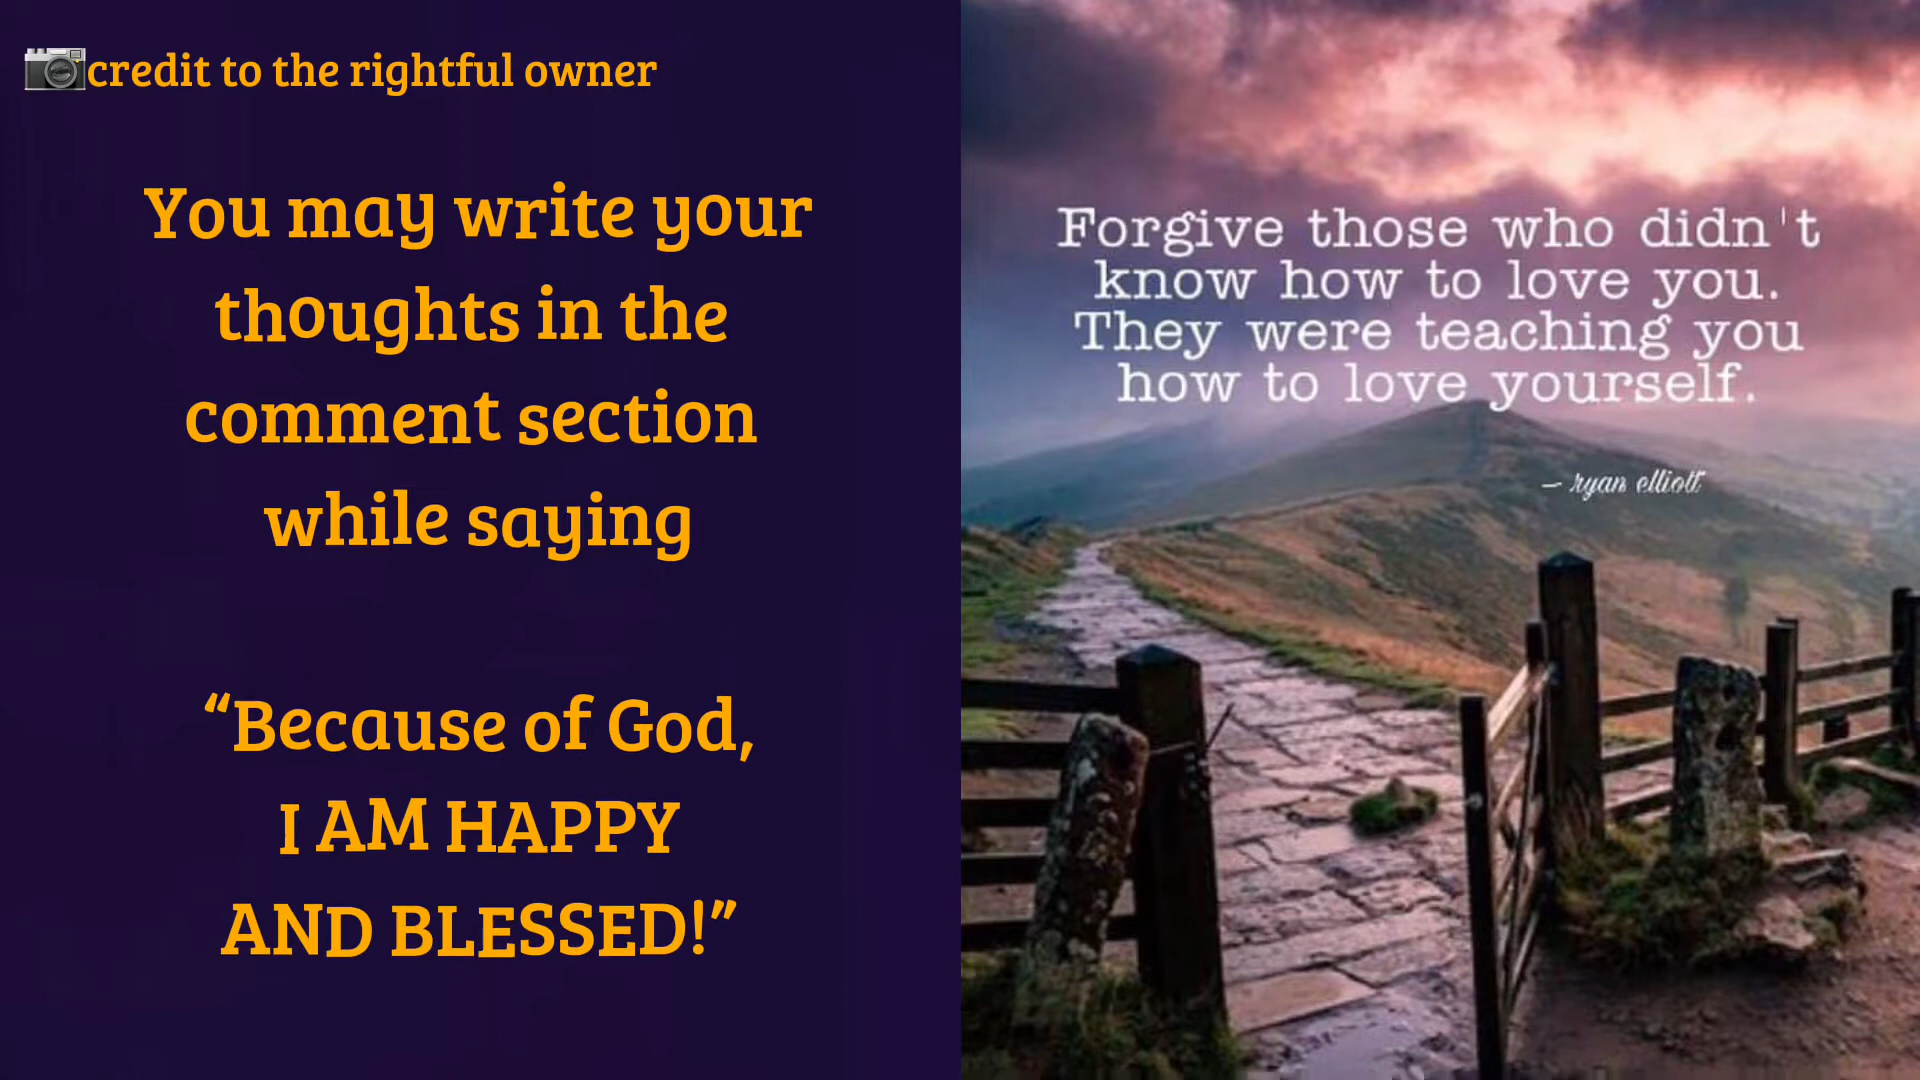 📷credit to the rightful owner
You may write your
thoughts in the
comment section
while saying
“Because of God,
I AM HAPPY
AND BLESSED!”
Forgive those who didn't
know how to love you.
They were teaching you
how to love yourself.
– ryan elliott